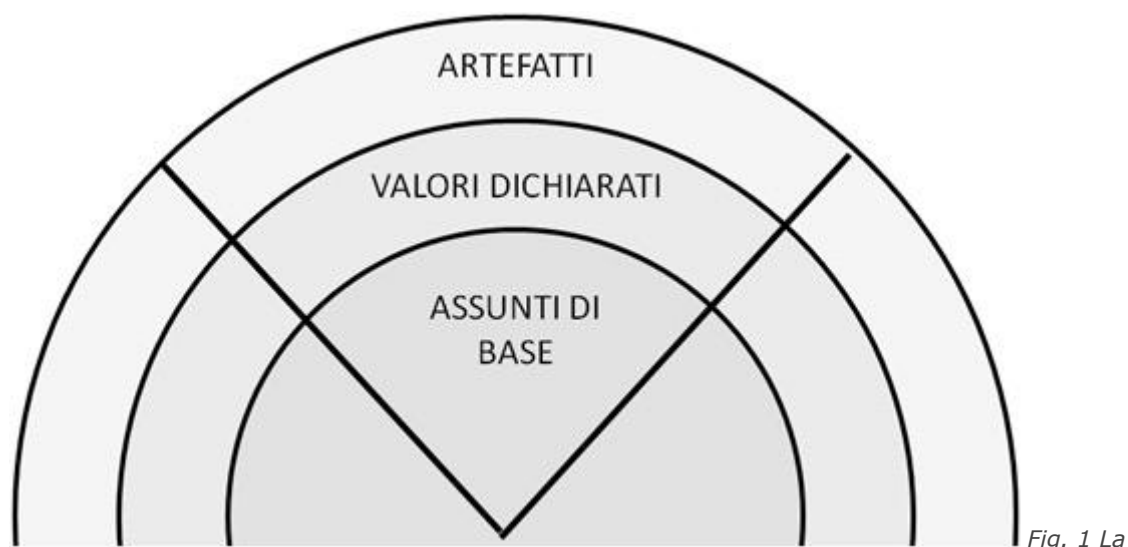 ARTEFATTI
VALORI DICHIARATI
ASSUNTI DI
BASE
Fig. 1 La